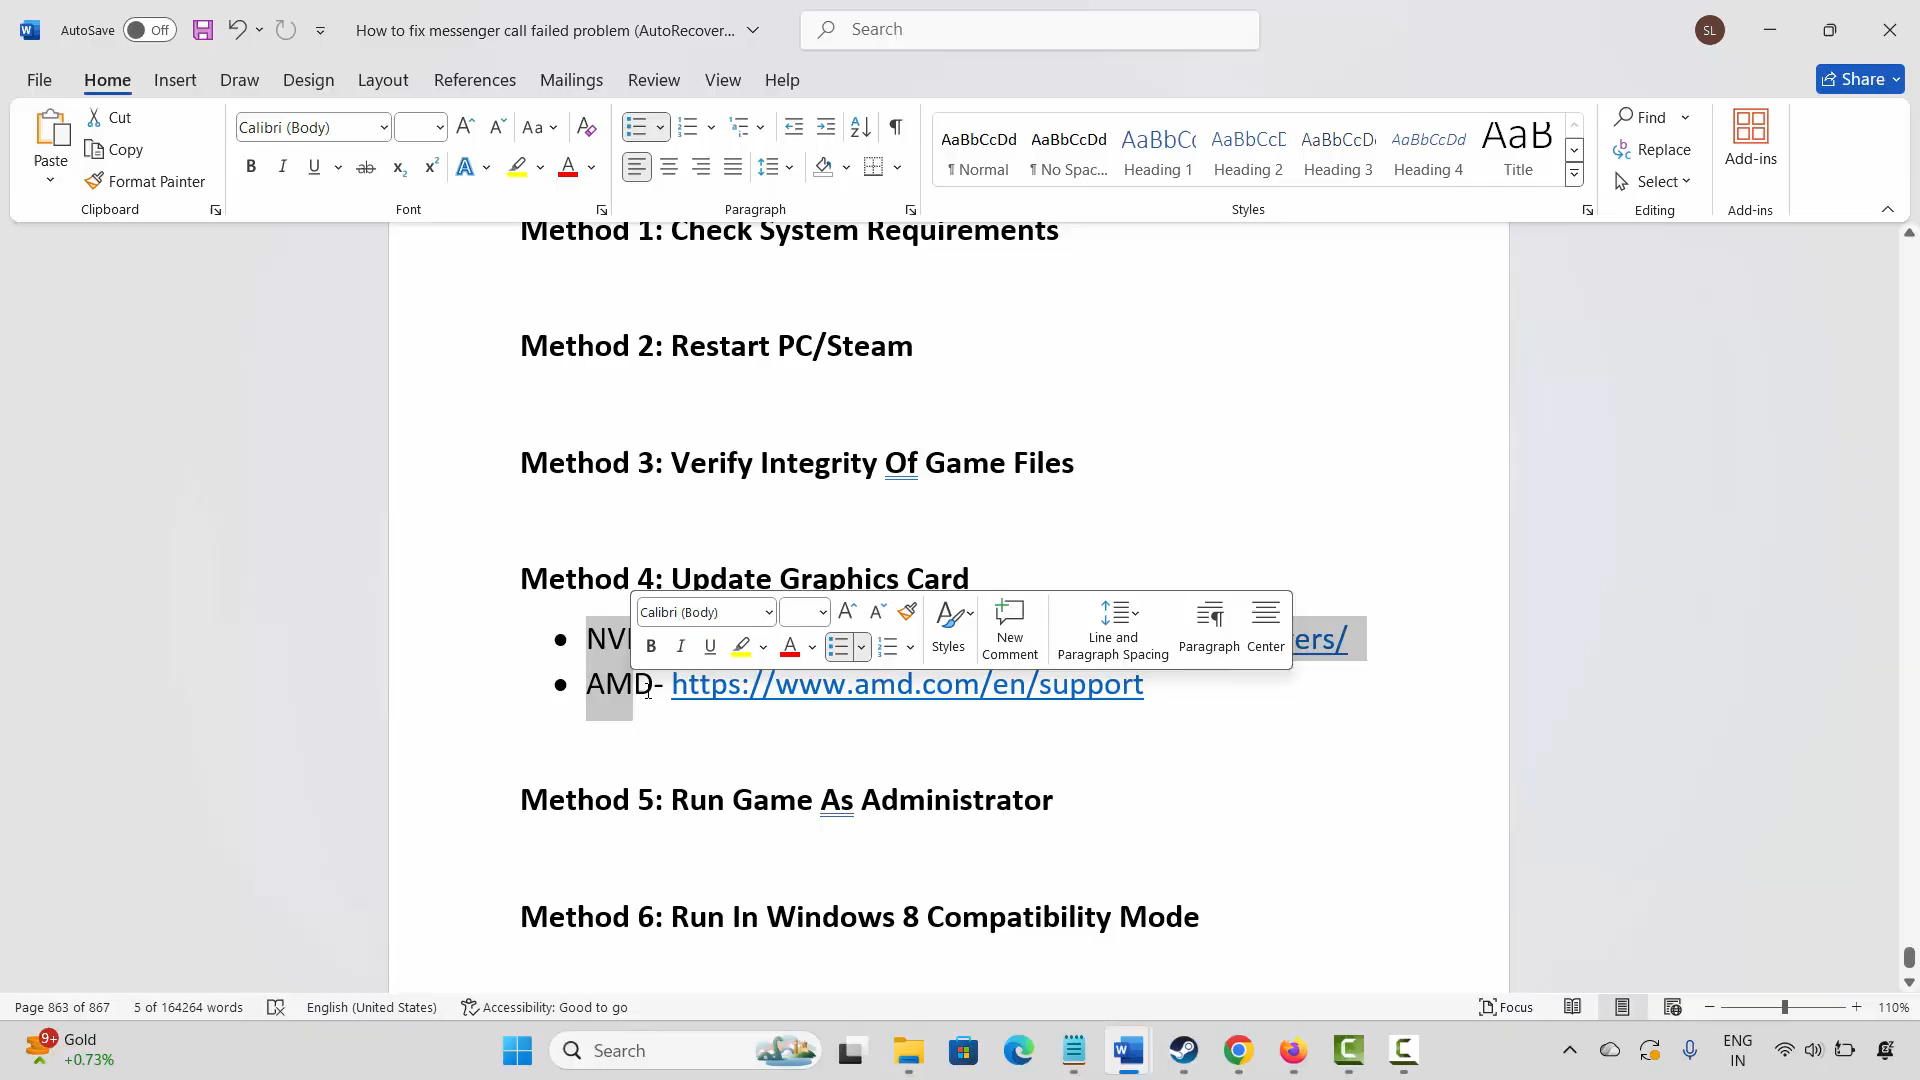 AutoSave Off How to fix messenger call failed problem (AutoRecover... Search SL
File Home Insert Draw Design Layout References Mailings Review View Help Share
Paste Cut Copy Format Painter Clipboard
Calibri (Body) Aa Font
Paragraph
AaBbCcDd AaBbCcDd AaBbCc AaBbCcD AaBbCcD AaBbCcDd AaB
¶ Normal ¶ No Spac... Heading 1 Heading 2 Heading 3 Heading 4 Title
Styles
Find Replace Select Editing
Add-ins
Add-ins
Method 1: Check System Requirements
Method 2: Restart PC/Steam
Method 3: Verify Integrity Of Game Files
Method 4: Update Graphics Card
Calibri (Body) Styles New Comment Line and Paragraph Spacing Paragraph Center
• NVI ers/
• AMD- https://www.amd.com/en/support
Method 5: Run Game As Administrator
Method 6: Run In Windows 8 Compatibility Mode
Page 863 of 867 5 of 164264 words English (United States) Accessibility: Good to go Focus 110%
9+ Gold +0.73% Search ENG IN